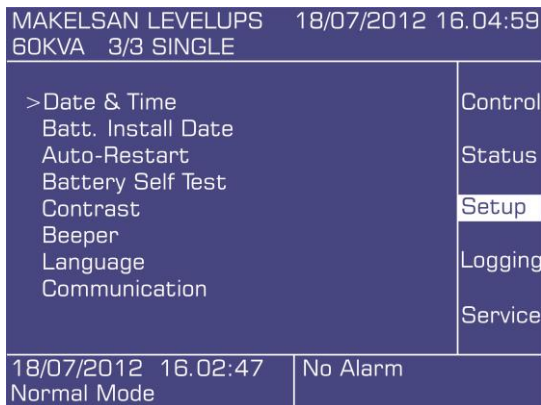 MAKELSAN LEVELUPS 18/07/2012 16.04:59
60KVA 3/3 SINGLE
>Date & Time
Batt. Install Date
Auto-Restart
Battery Self Test
Contrast
Beeper
Language
Communication
Control
Status
Setup
Logging
Service
18/07/2012 16.02:47
Normal Mode
No Alarm